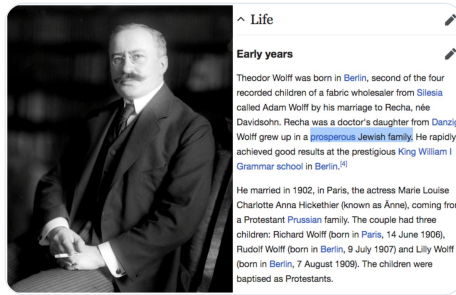 Life
Early years
Theodor Wolff was born in Berlin, second of the four
recorded children of a fabric wholesaler from Silesia
called Adam Wolff by his marriage to Recha, née
Davidsohn. Recha was a doctor's daughter from Danzig
Wolff grew up in a prosperous Jewish family. He rapidly
achieved good results at the prestigious King William I
Grammar school in Berlin.[4]
He married in 1902, in Paris, the actress Marie Louise
Charlotte Anna Hickethier (known as Änne), coming from
a Protestant Prussian family. The couple had three
children: Richard Wolff (born in Paris, 14 June 1906),
Rudolf Wolff (born in Berlin, 9 July 1907) and Lilly Wolff
(born in Berlin, 7 August 1909). The children were
baptised as Protestants.